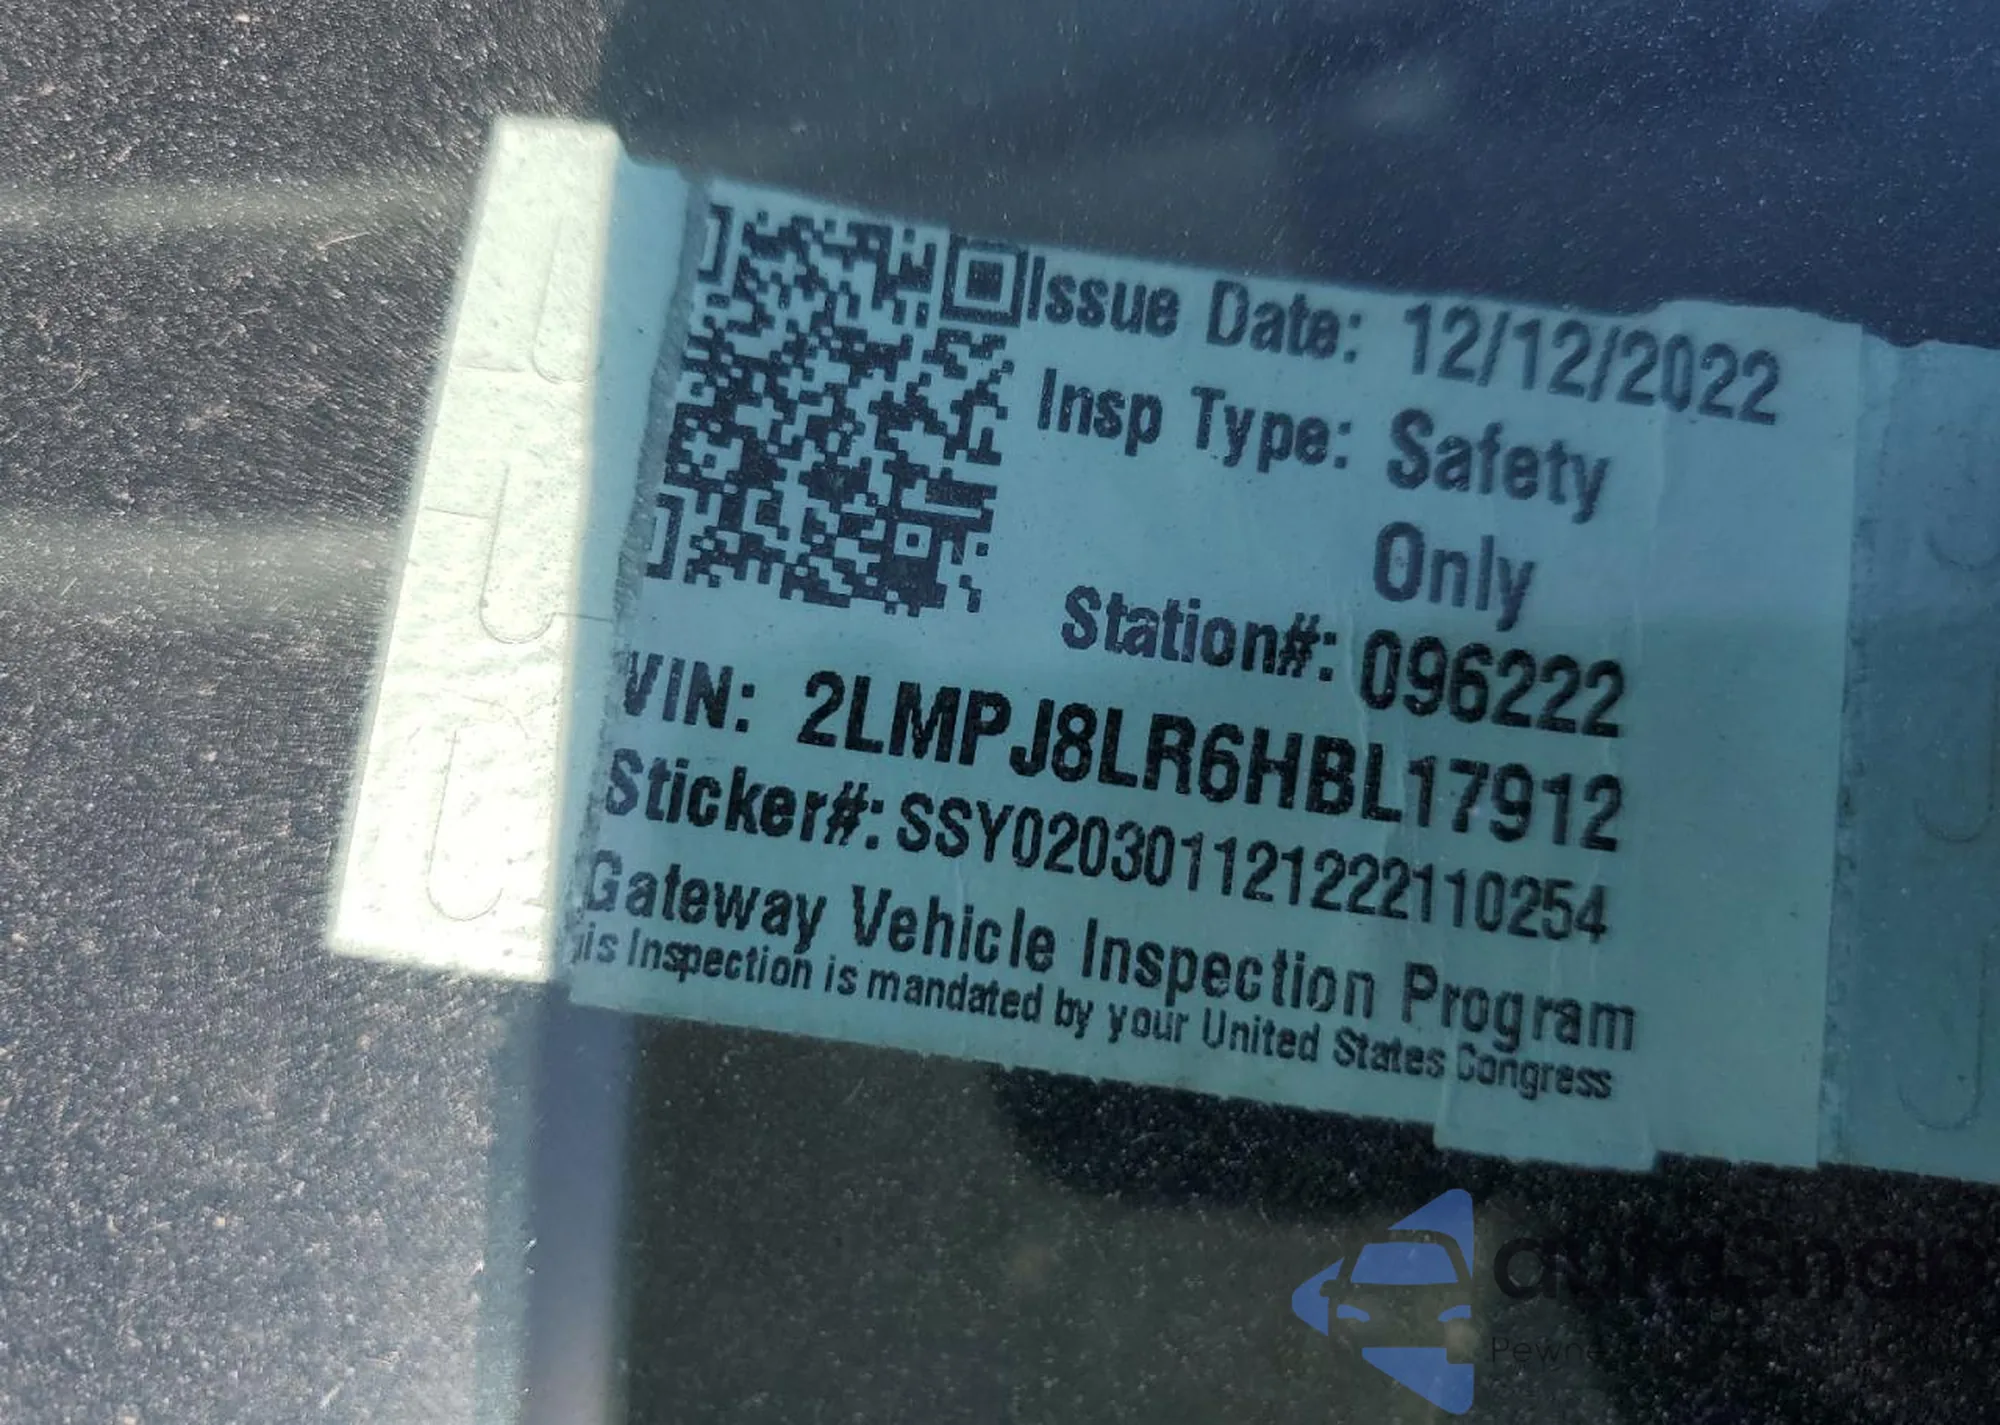 Issue Date: 12/12/2022
Insp Type: Safety
Only
Station#: 096222
VIN: 2LMPJ8LR6HBL17912
Sticker#: SSY020301121222110254
Gateway Vehicle Inspection Program
is Inspection is mandated by your United States Congress